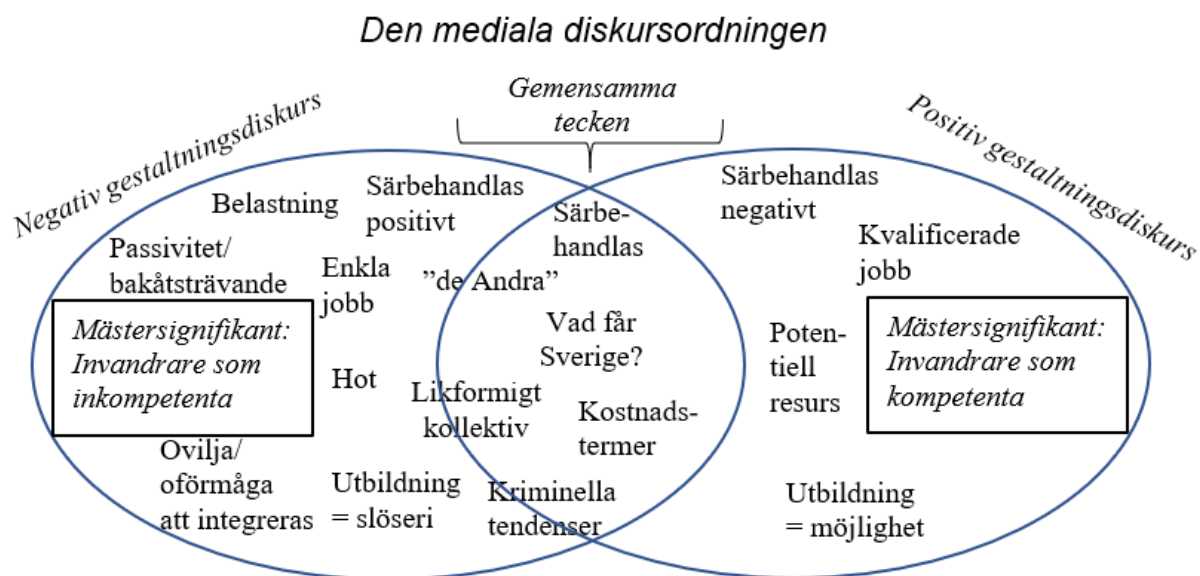 Den mediala diskursordningen
Gemensamma
tecken
Negativ gestaltningsdiskurs
Positiv gestaltningsdiskurs
Belastning
Särbehandlas
positivt
Passivitet/
bakåtsträvande
Enkla
jobb
”de Andra”
Mästersignifikant:
Invandrare som
inkompetenta
Hot
Likformigt
kollektiv
Ovilja/
oförmåga
att integreras
Utbildning
= slöseri
Kriminella
tendenser
Särbe-
handlas
Vad får
Sverige?
Kostnads-
termer
Särbehandlas
negativt
Kvalificerade
jobb
Poten-
tiell
resurs
Mästersignifikant:
Invandrare som
kompetenta
Utbildning
= möjlighet